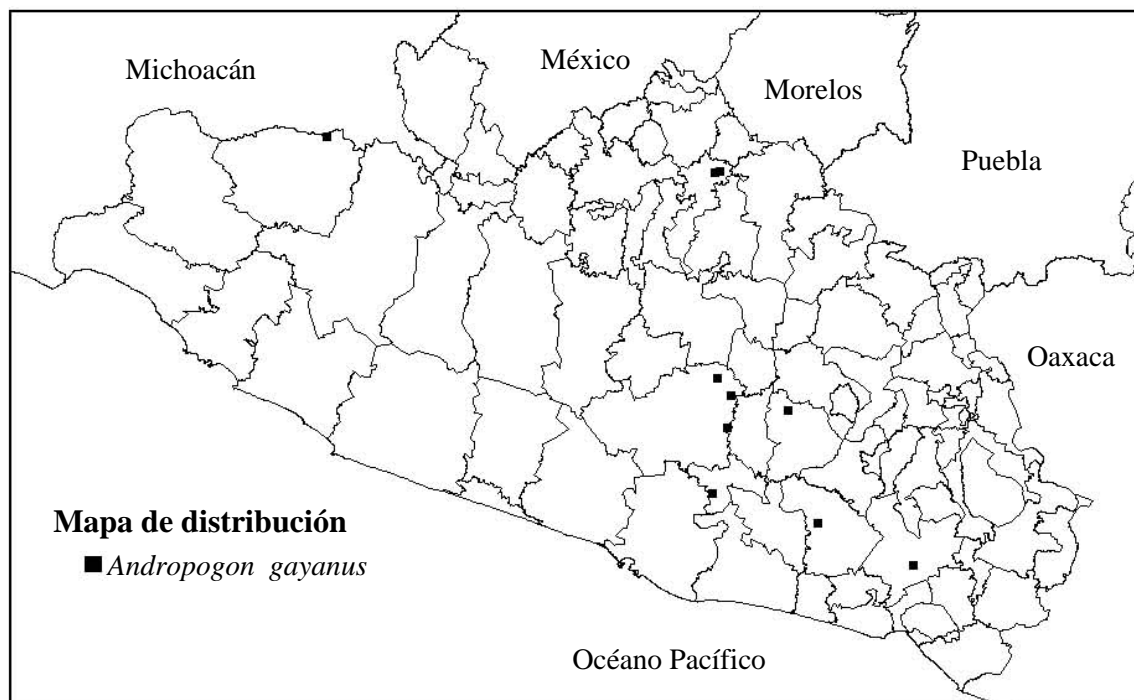 Michoacán
México
Morelos
Puebla
Oaxaca
Mapa de distribución
Andropogon gayanus
Océano Pacífico